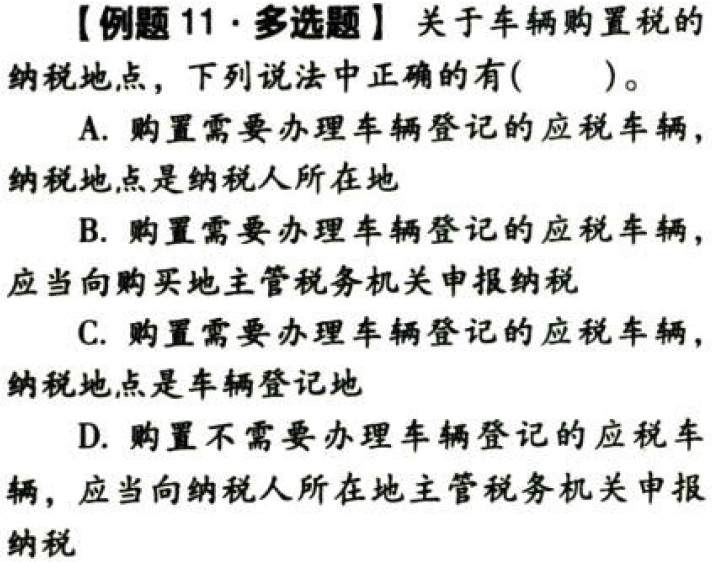 【例题 11·多选题】 关于车辆购置税的
纳税地点，下列说法中正确的有(　　)。
A. 购置需要办理车辆登记的应税车辆，
纳税地点是纳税人所在地
B. 购置需要办理车辆登记的应税车辆，
应当向购买地主管税务机关申报纳税
C. 购置需要办理车辆登记的应税车辆，
纳税地点是车辆登记地
D. 购置不需要办理车辆登记的应税车
辆，应当向纳税人所在地主管税务机关申报
纳税